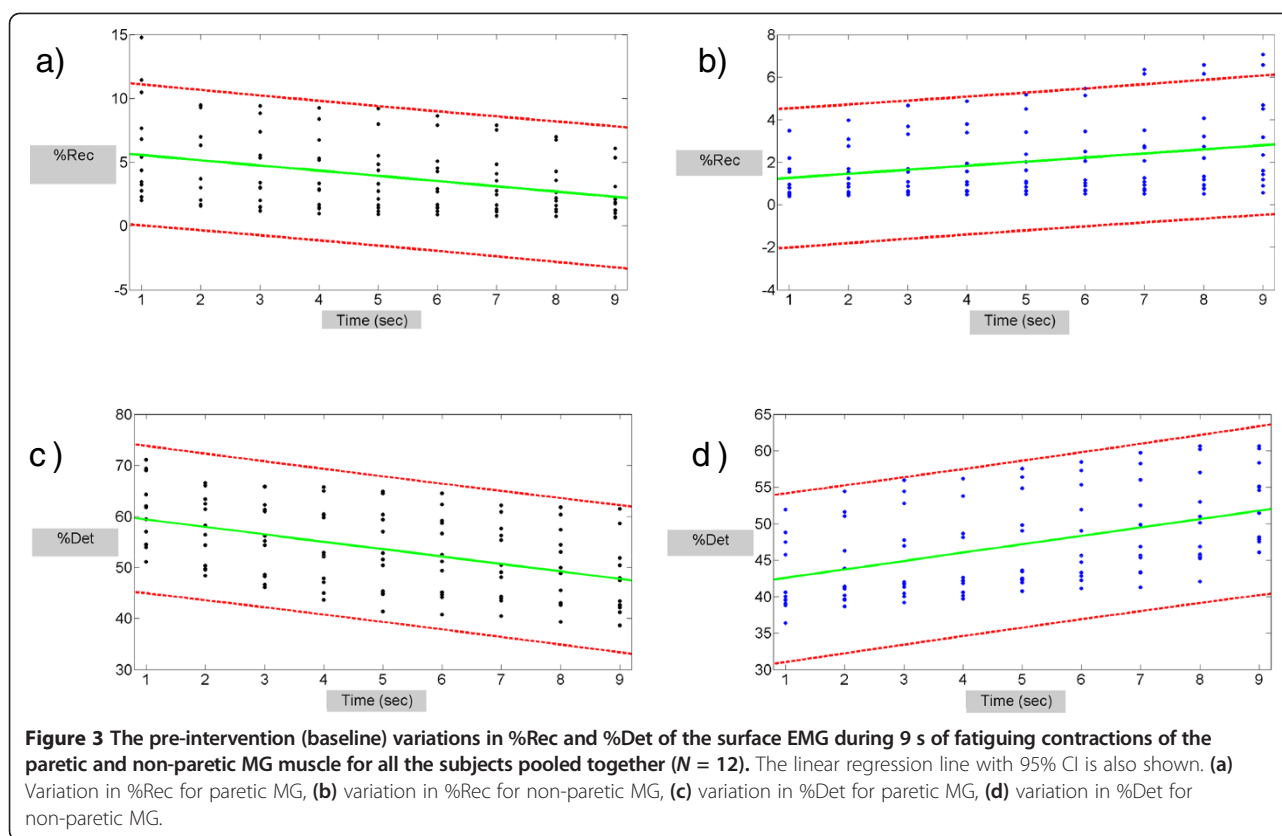 a)
15
10
5
0
-5
%Rec
1 2 3 4 5 6 7 8 9
Time (sec)
b)
8
6
4
2
0
-2
-4
%Rec
1 2 3 4 5 6 7 8 9
Time (sec)
c)
80
70
60
50
40
30
%Det
1 2 3 4 5 6 7 8 9
Time (sec)
d)
65
60
55
50
45
40
35
30
%Det
1 2 3 4 5 6 7 8 9
Time (sec)
Figure 3 The pre-intervention (baseline) variations in %Rec and %Det of the surface EMG during 9 s of fatiguing contractions of the
paretic and non-paretic MG muscle for all the subjects pooled together (N = 12). The linear regression line with 95% CI is also shown. (a)
Variation in %Rec for paretic MG, (b) variation in %Rec for non-paretic MG, (c) variation in %Det for paretic MG, (d) variation in %Det for
non-paretic MG.